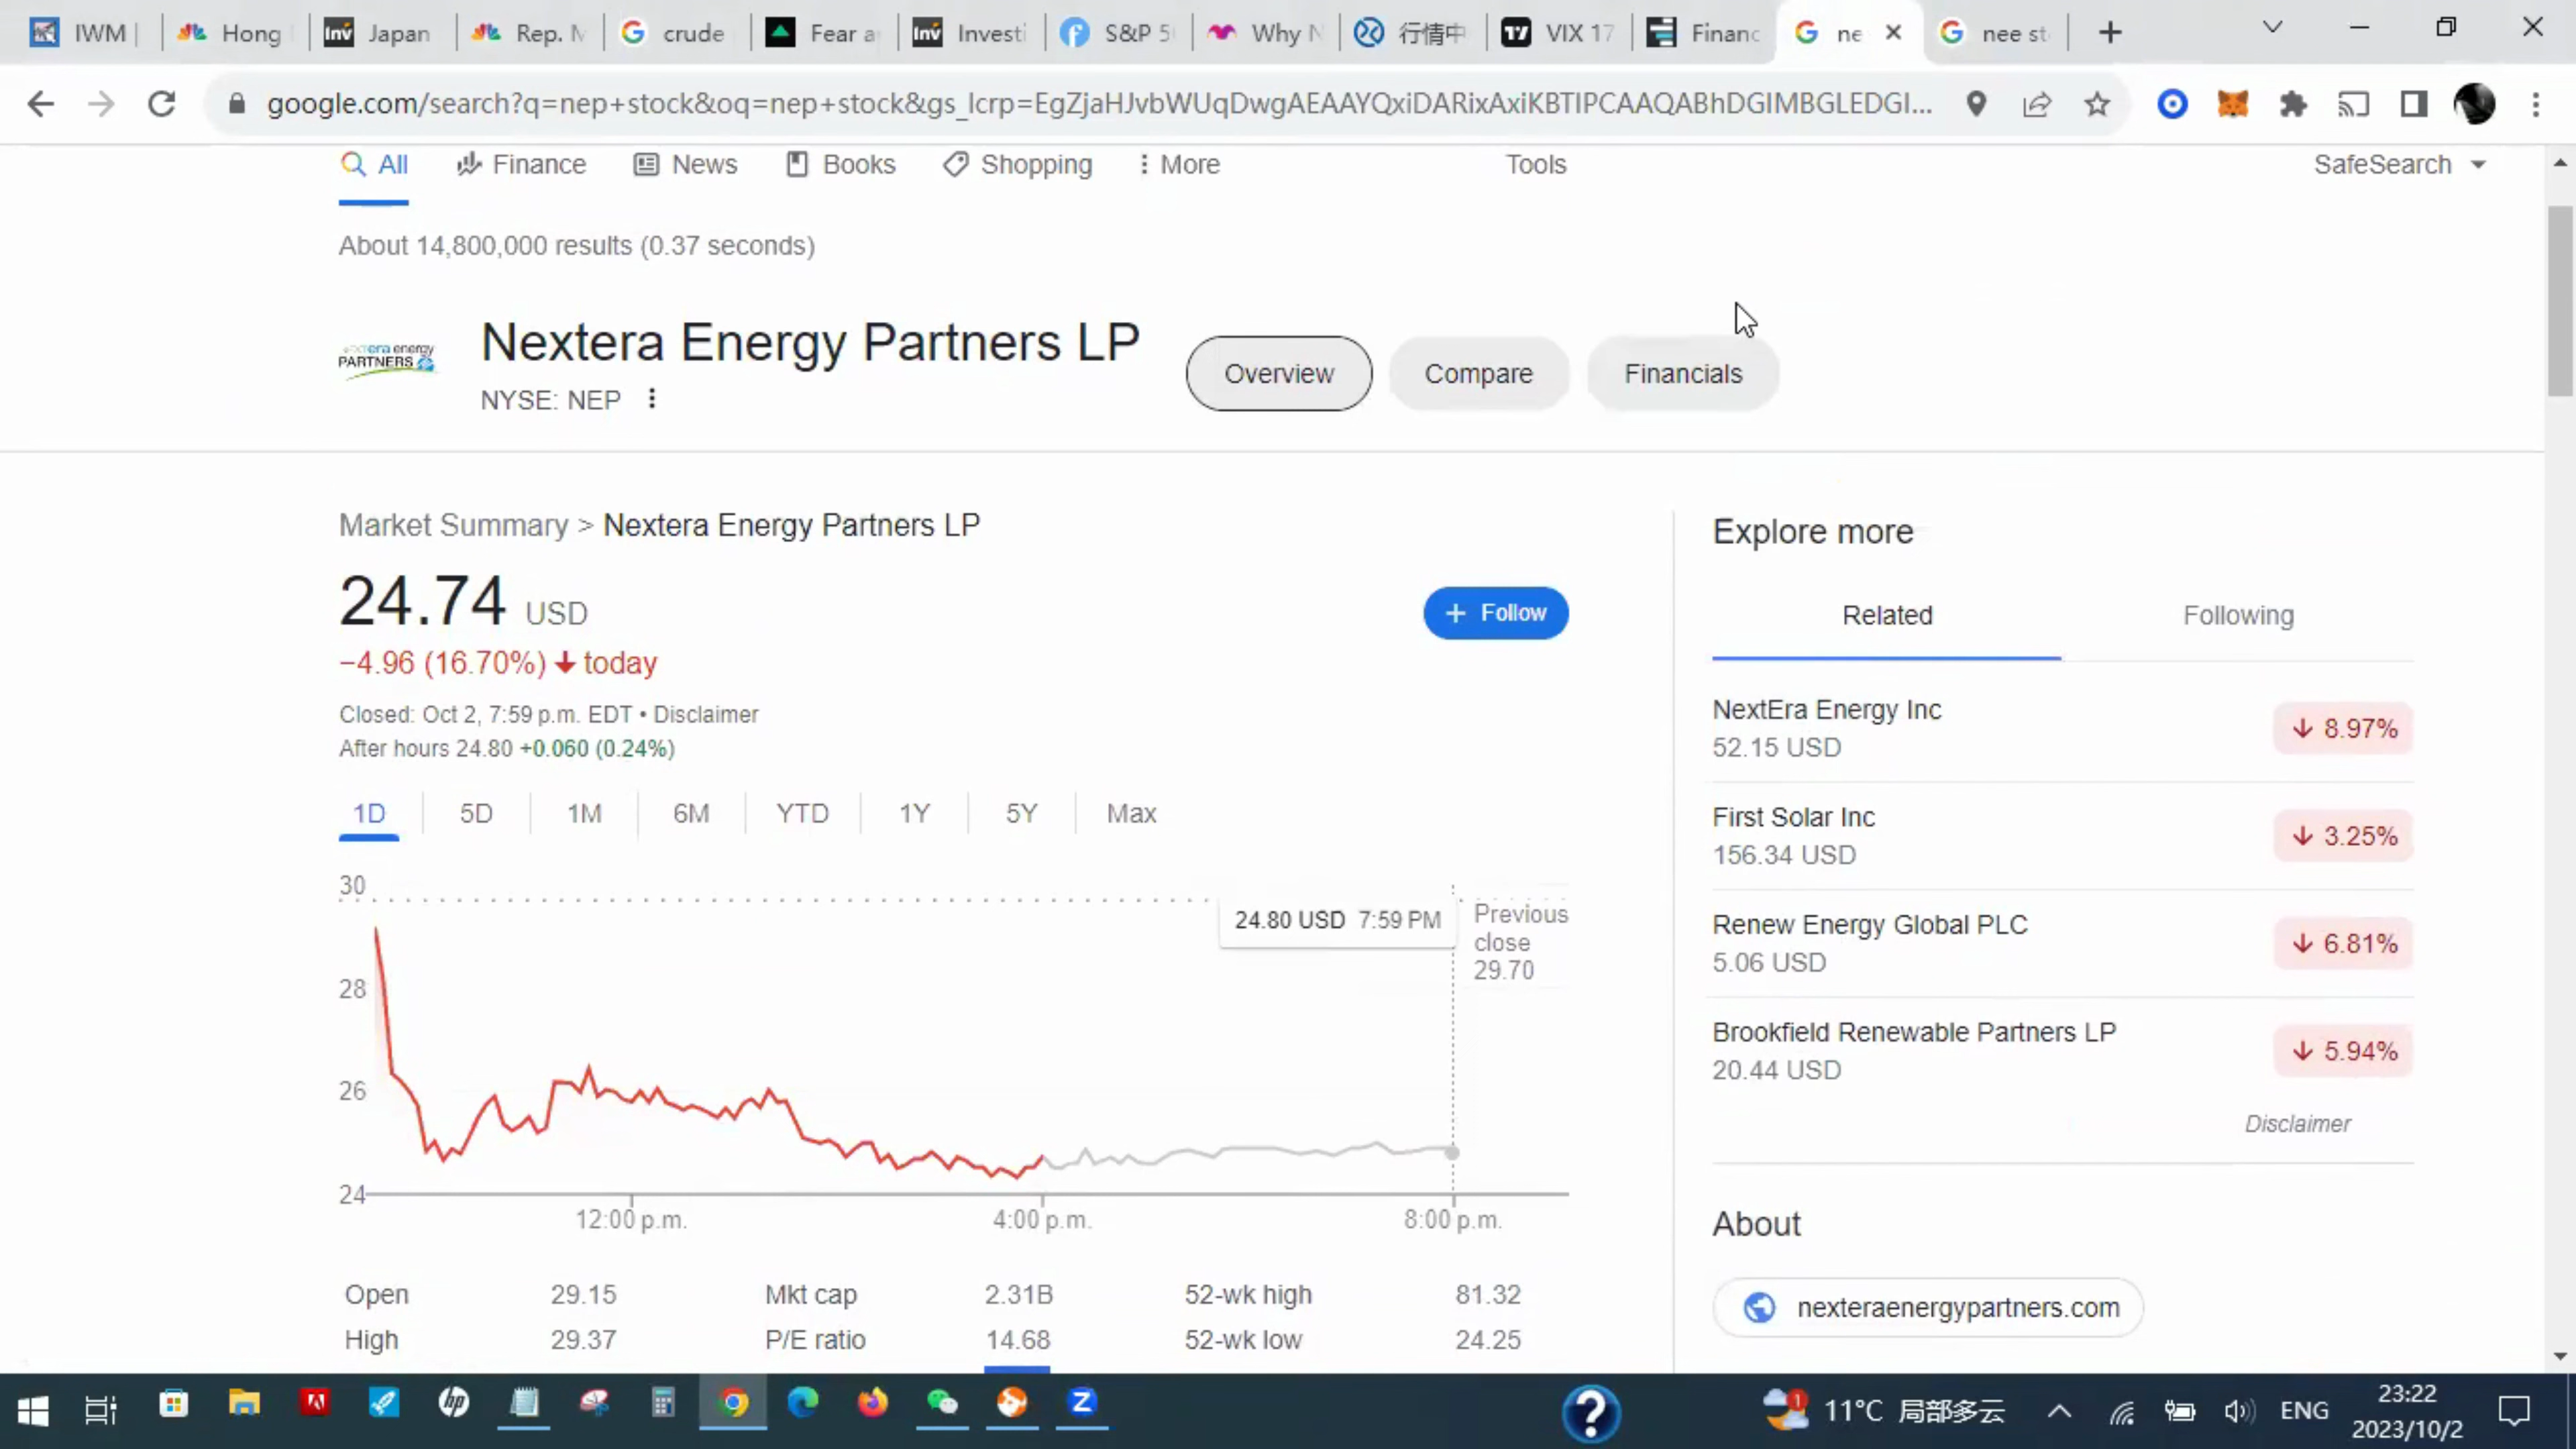 IWM |
Hong
Japan
Rep. M
crude
Fear a
Investi
S&P 5
Why N
行情中
VIX 17
Financ
ne
nee st
google.com/search?q=nep+stock&oq=nep+stock&gs_lcrp=EgZjaHJvbWUqDwgAEAAYQxiDARixAxiKBTIPCAAQABhDGIMBGLEDGI...
All
Finance
News
Books
Shopping
More
Tools
SafeSearch
About 14,800,000 results (0.37 seconds)
nextera energy
PARTNERS
Nextera Energy Partners LP
NYSE: NEP
Overview
Compare
Financials
Market Summary > Nextera Energy Partners LP
24.74 USD
+ Follow
−4.96 (16.70%) today
Closed: Oct 2, 7:59 p.m. EDT • Disclaimer
After hours 24.80 +0.060 (0.24%)
1D
5D
1M
6M
YTD
1Y
5Y
Max
30
28
26
24
24.80 USD 7:59 PM
Previous
close
29.70
12:00 p.m.
4:00 p.m.
8:00 p.m.
Open 29.15
Mkt cap 2.31B
52-wk high 81.32
High 29.37
P/E ratio 14.68
52-wk low 24.25
Explore more
Related
Following
NextEra Energy Inc
52.15 USD
8.97%
First Solar Inc
156.34 USD
3.25%
Renew Energy Global PLC
5.06 USD
6.81%
Brookfield Renewable Partners LP
20.44 USD
5.94%
Disclaimer
About
nexteraenergypartners.com
1
11°C 局部多云
ENG
23:22
2023/10/2